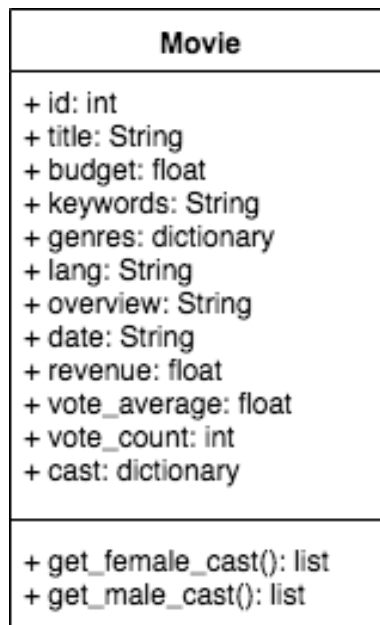 Movie
+ id: int
+ title: String
+ budget: float
+ keywords: String
+ genres: dictionary
+ lang: String
+ overview: String
+ date: String
+ revenue: float
+ vote_average: float
+ vote_count: int
+ cast: dictionary
+ get_female_cast(): list
+ get_male_cast(): list